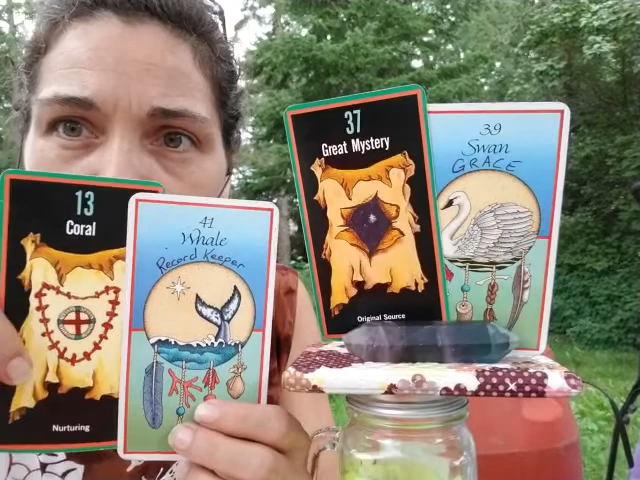 13
Coral
Nurturing
41
Whale
Record Keeper
37
Great Mystery
Original Source
39
Swan
GRACE